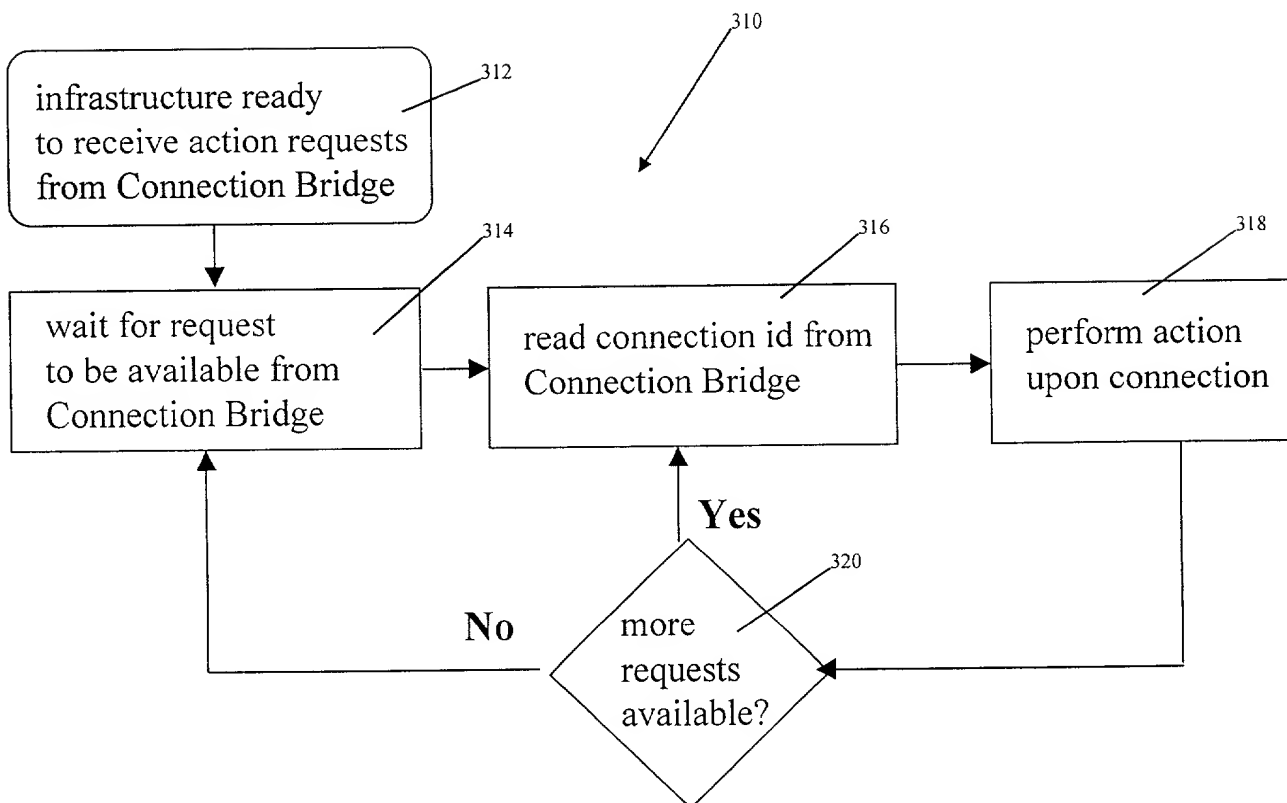 310
312
infrastructure ready
to receive action requests
from Connection Bridge
314
wait for request
to be available from
Connection Bridge
316
read connection id from
Connection Bridge
318
perform action
upon connection
Yes
No
320
more
requests
available?